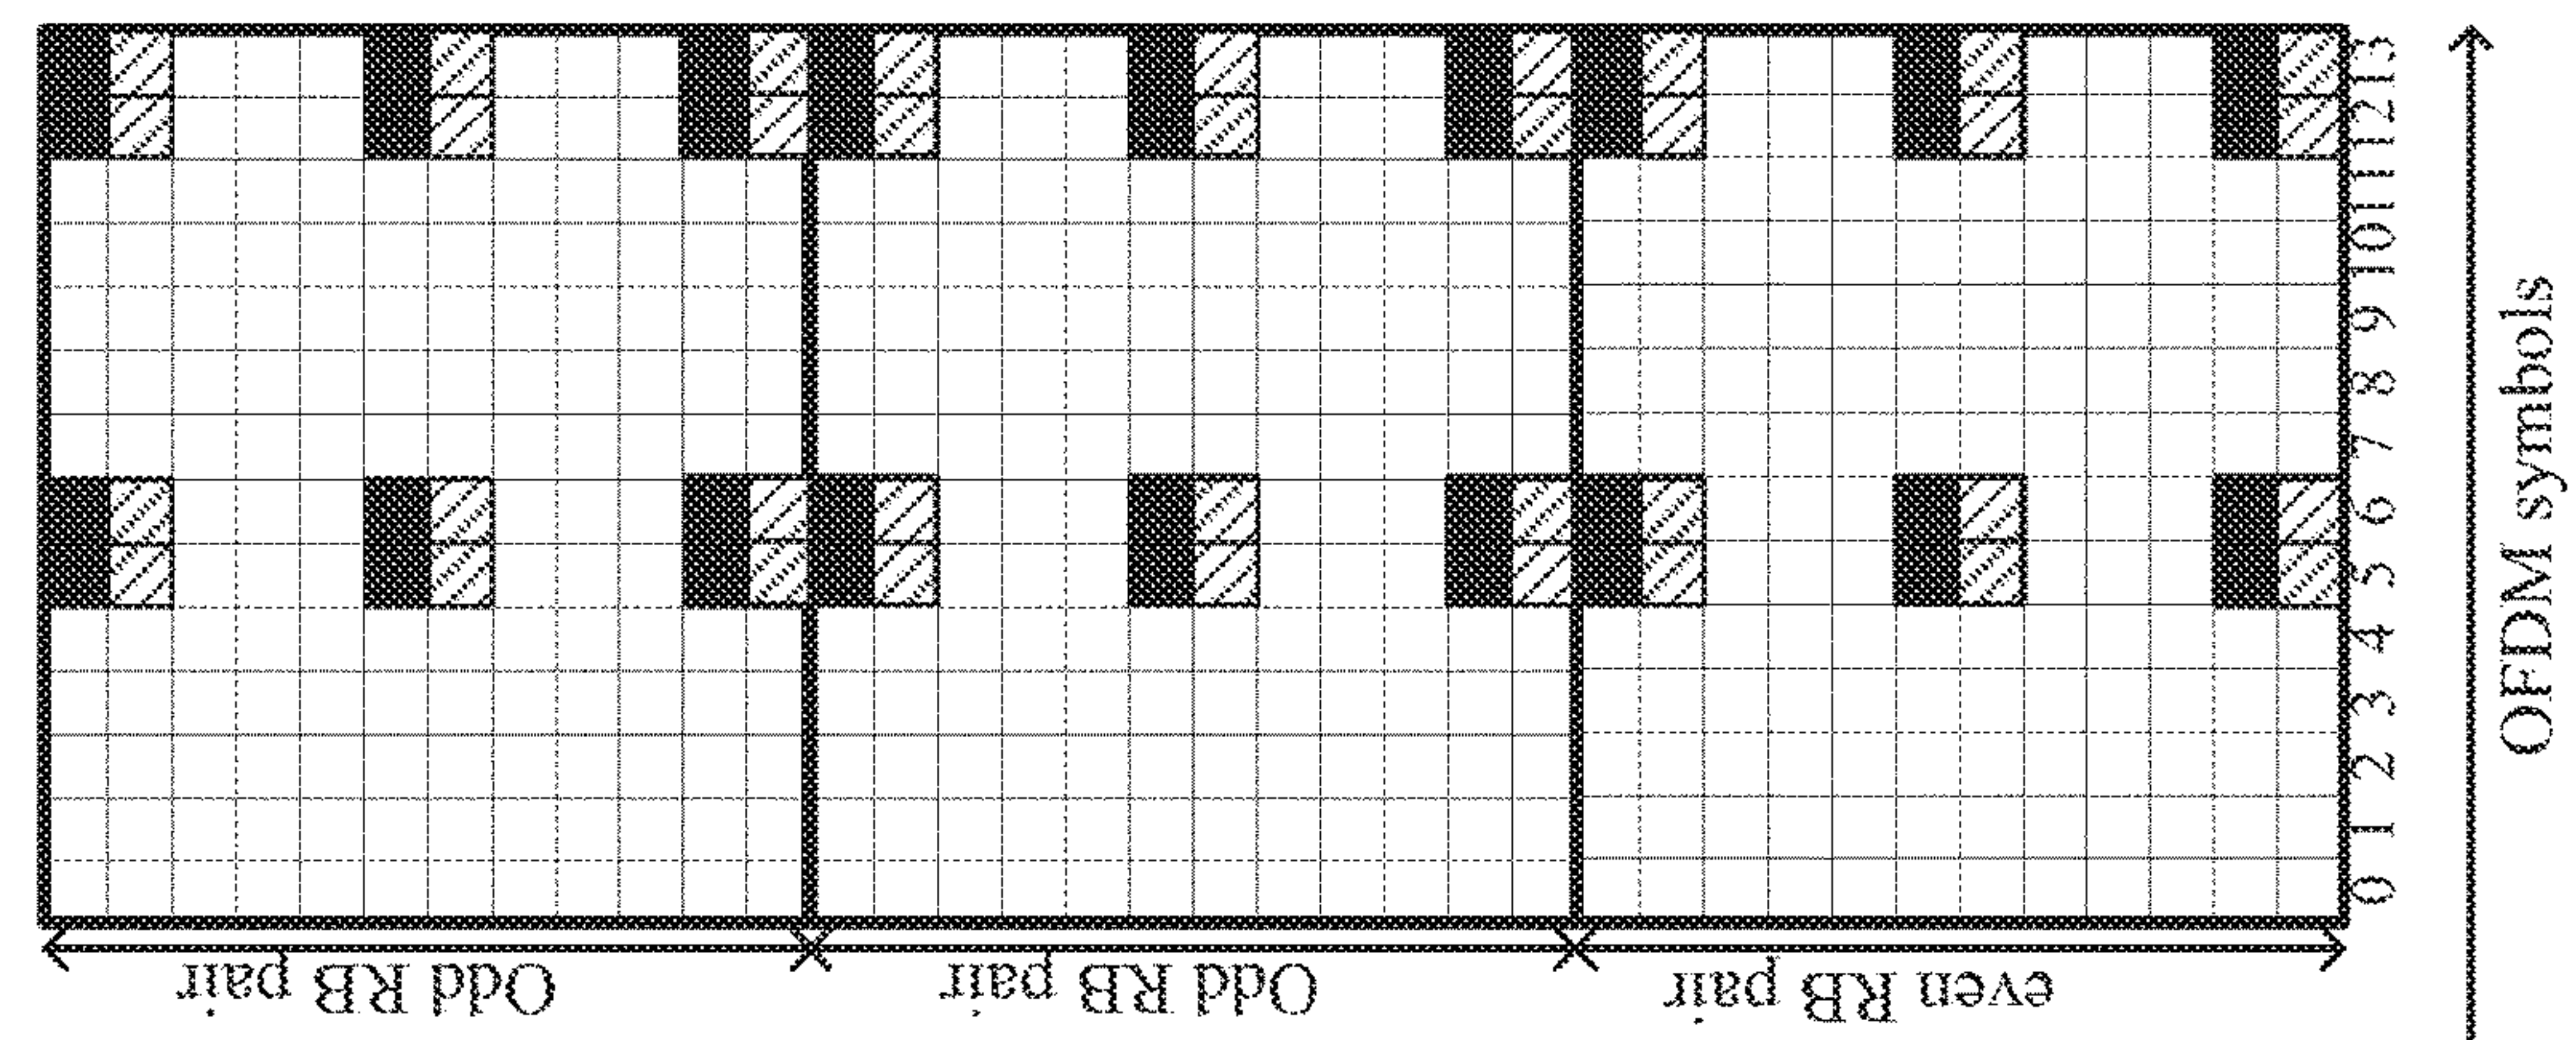 Odd RB pair
Odd RB pair
even RB pair
0 1 2 3 4 5 6 7 8 9 10 11 12 13
OFDM symbols